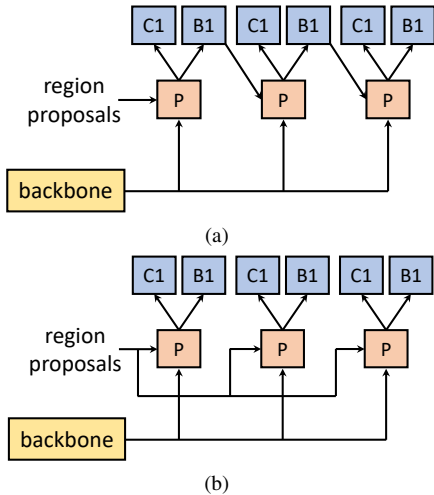 C1 B1 C1 B1 C1 B1
region
proposals
P P P
backbone
(a)
C1 B1 C1 B1 C1 B1
region
proposals
P P P
backbone
(b)